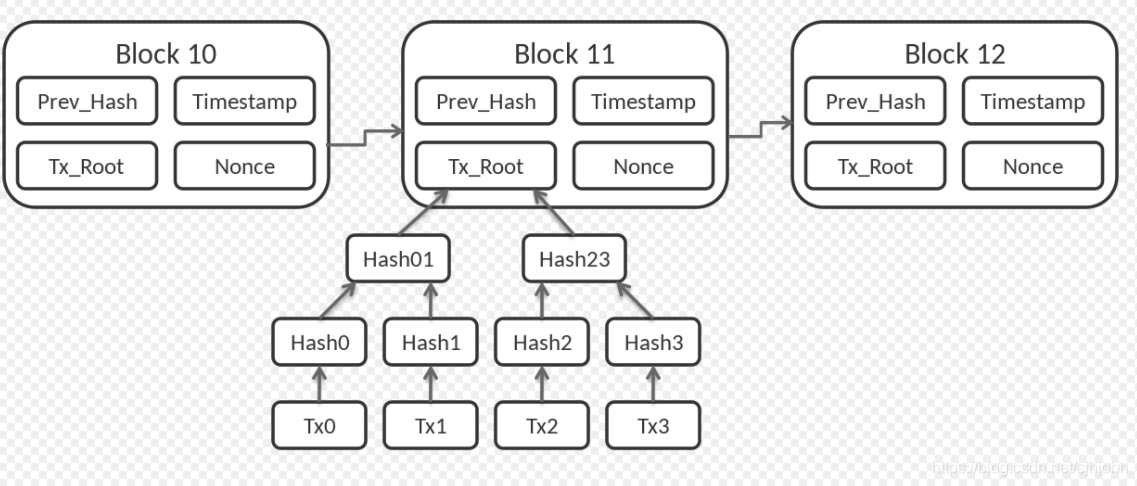 Block 10
Prev_Hash Timestamp
Tx_Root Nonce
Block 11
Prev_Hash Timestamp
Tx_Root Nonce
Block 12
Prev_Hash Timestamp
Tx_Root Nonce
Hash01 Hash23
Hash0 Hash1 Hash2 Hash3
Tx0 Tx1 Tx2 Tx3
https://blog.csdn.net/sjhjohn